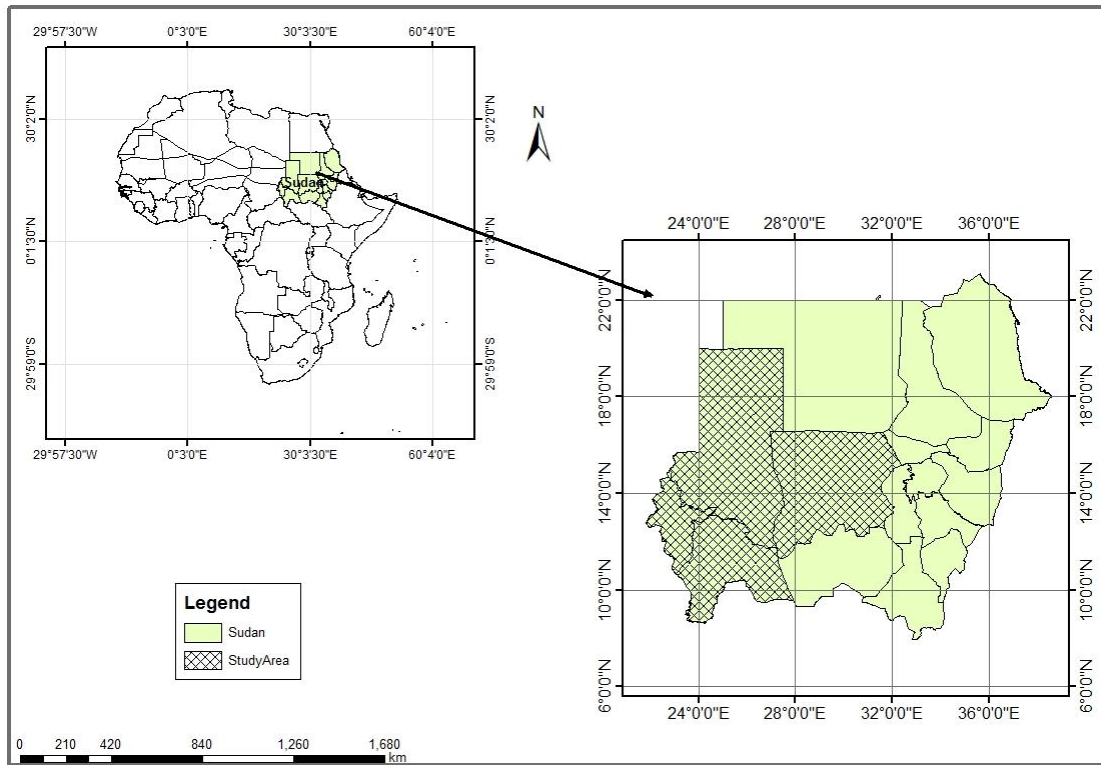 29°57'30"W 0°3'0"E 30°3'30"E 60°4'0"E
30°2'0"N
0°1'30"N
29°59'0"S
30°2'0"N
0°1'30"N
29°59'0"S
29°57'30"W 0°3'0"E 30°3'30"E 60°4'0"E
Sudan
N
24°0'0"E 28°0'0"E 32°0'0"E 36°0'0"E
22°0'0"N
18°0'0"N
14°0'0"N
10°0'0"N
6°0'0"N
22°0'0"N
18°0'0"N
14°0'0"N
10°0'0"N
6°0'0"N
24°0'0"E 28°0'0"E 32°0'0"E 36°0'0"E
Legend
Sudan
StudyArea
0 210 420 840 1,260 1,680
km